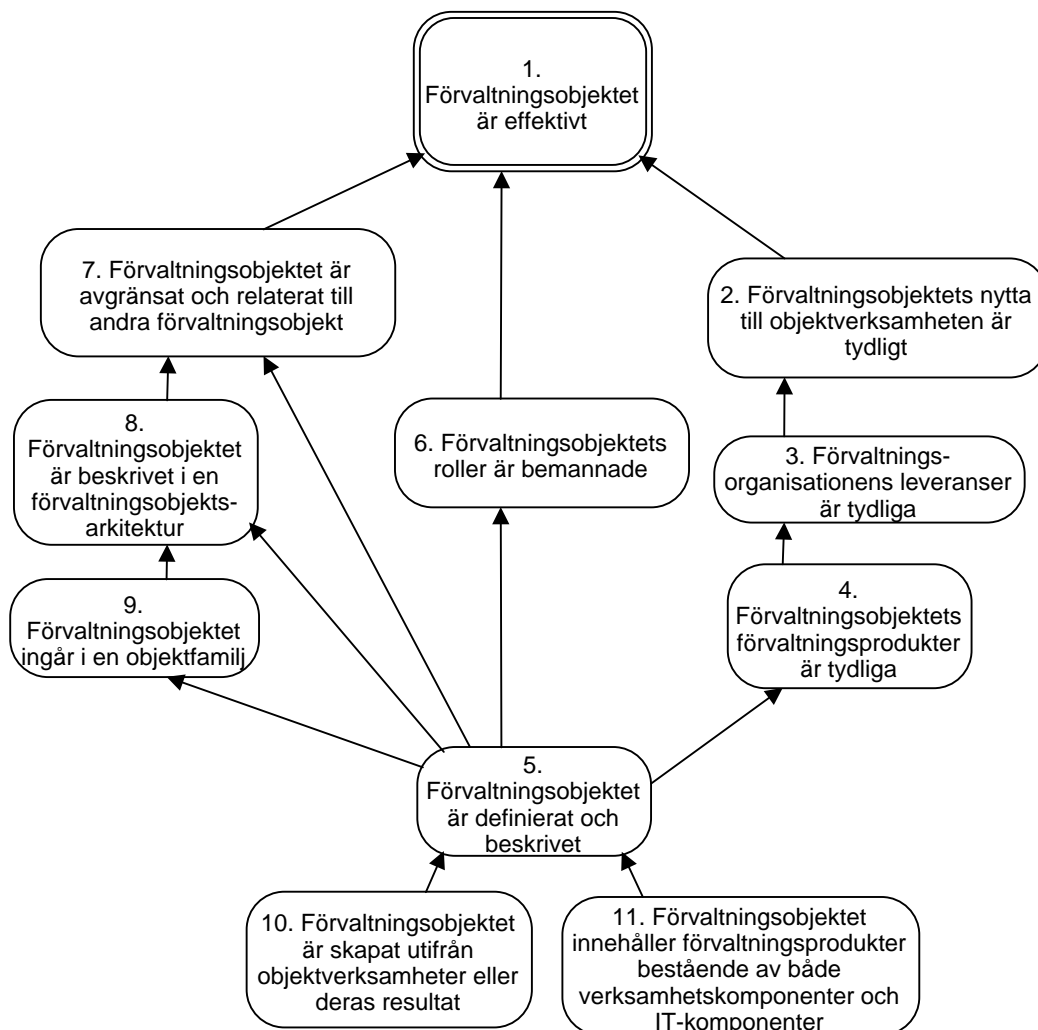 1.
Förvaltningsobjektet
är effektivt
7. Förvaltningsobjektet är
avgränsat och relaterat till
andra förvaltningsobjekt
2. Förvaltningsobjektets nytta
till objektverksamheten är
tydligt
8.
Förvaltningsobjektet
är beskrivet i en
förvaltningsobjekts-
arkitektur
6. Förvaltningsobjektets
roller är bemannade
3. Förvaltnings-
organisationens leveranser
är tydliga
9.
Förvaltningsobjektet
ingår i en objektfamilj
4.
Förvaltningsobjektets
förvaltningsprodukter
är tydliga
5.
Förvaltningsobjektet
är definierat och
beskrivet
10. Förvaltningsobjektet
är skapat utifrån
objektverksamheter eller
deras resultat
11. Förvaltningsobjektet
innehåller förvaltningsprodukter
bestående av både
verksamhetskomponenter och
IT-komponenter